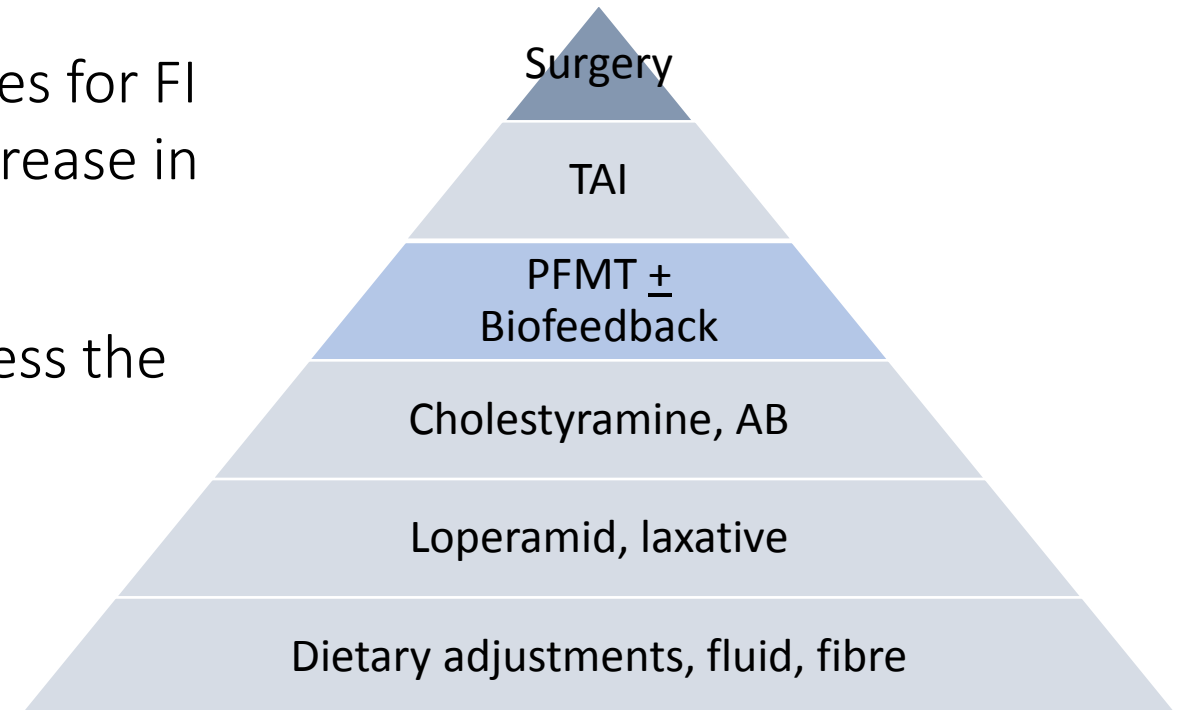 es for FI
rease in
ess the
Surgery
TAI
PFMT ±
Biofeedback
Cholestyramine, AB
Loperamid, laxative
Dietary adjustments, fluid, fibre